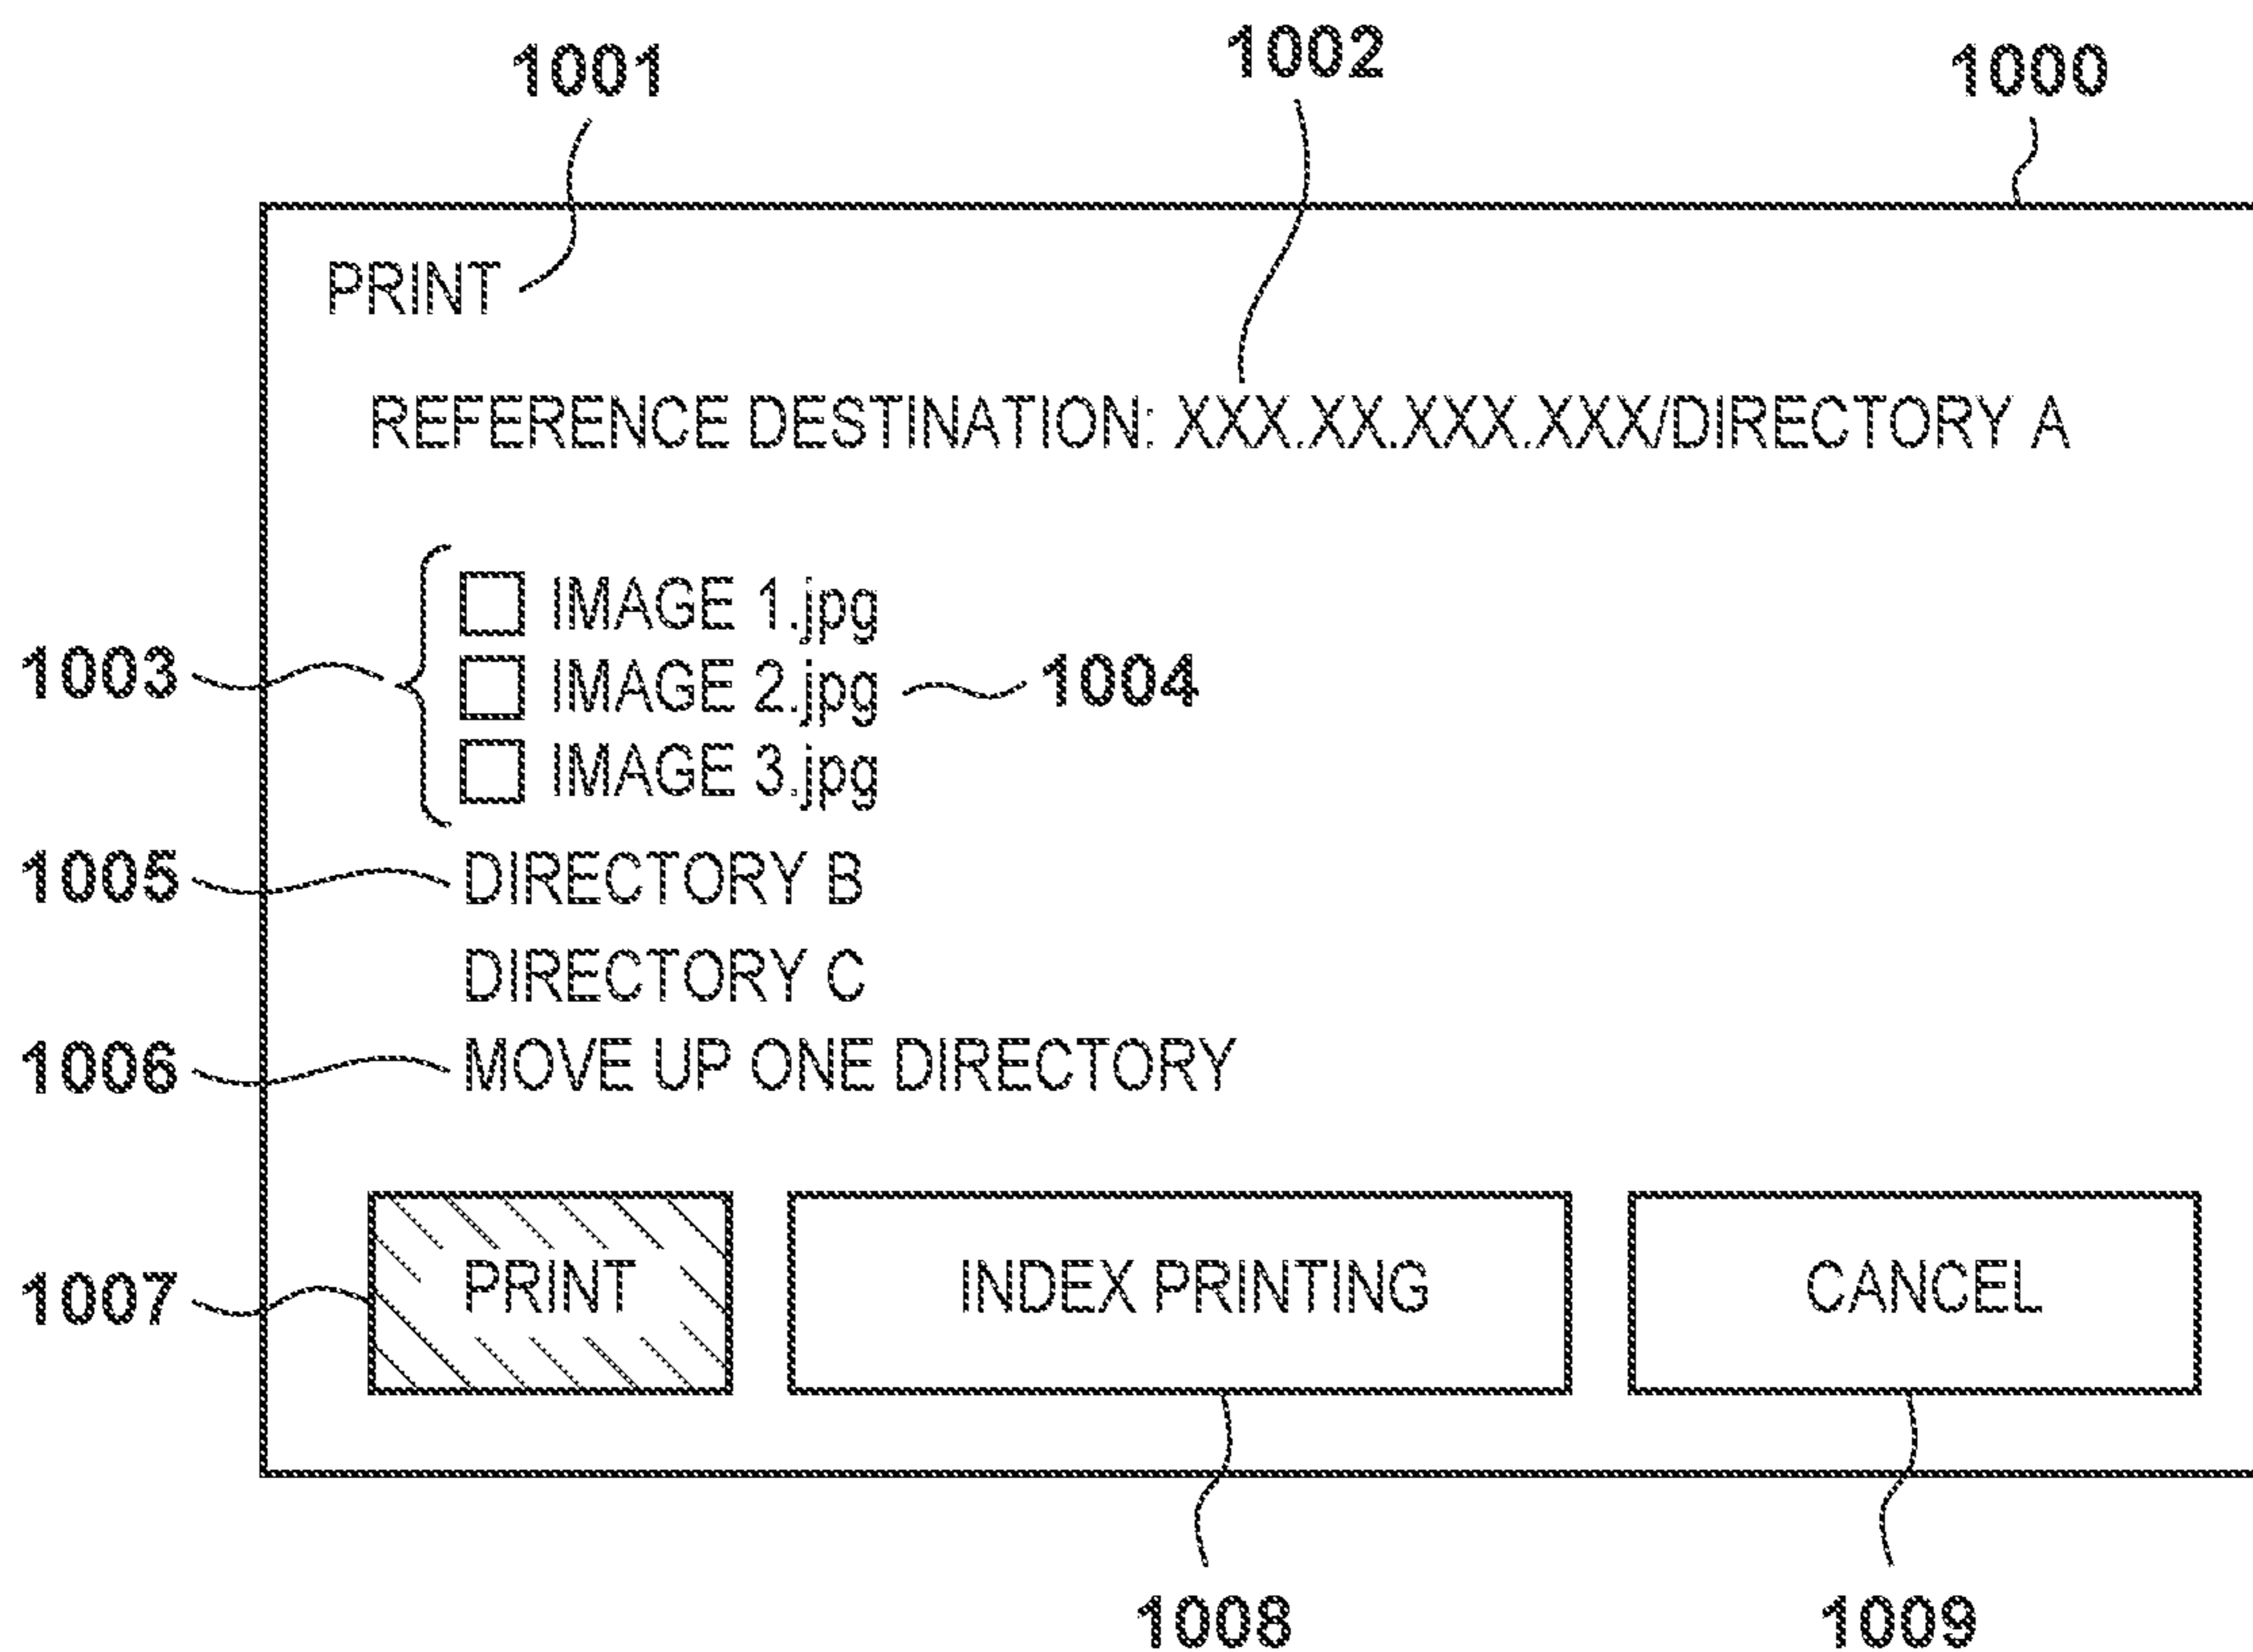 1001
1002
1000
PRINT
REFERENCE DESTINATION: XXX.XX.XXX.XXX/DIRECTORY A
IMAGE 1.jpg
1003
IMAGE 2.jpg
1004
IMAGE 3.jpg
1005
DIRECTORY B
DIRECTORY C
1006
MOVE UP ONE DIRECTORY
1007
PRINT
INDEX PRINTING
CANCEL
1008
1009